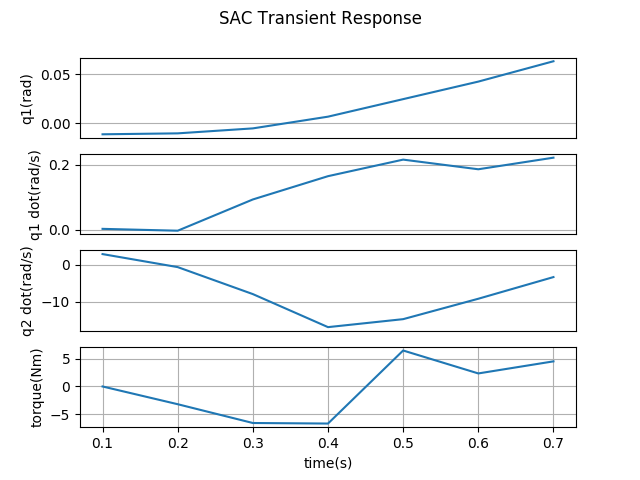 SAC Transient Response
q1(rad)
0.05
0.00
q1 dot(rad/s)
0.2
0.0
q2 dot(rad/s)
0
−10
torque(Nm)
5
0
−5
0.1 0.2 0.3 0.4 0.5 0.6 0.7
time(s)